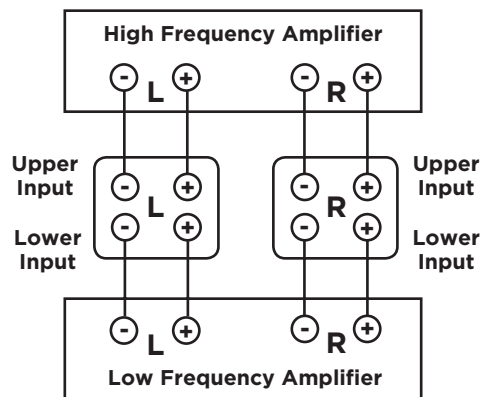 High Frequency Amplifier
- L + - R +
Upper Input - L + - R + Upper Input
Lower Input - + - + Lower Input
- L + - R +
Low Frequency Amplifier